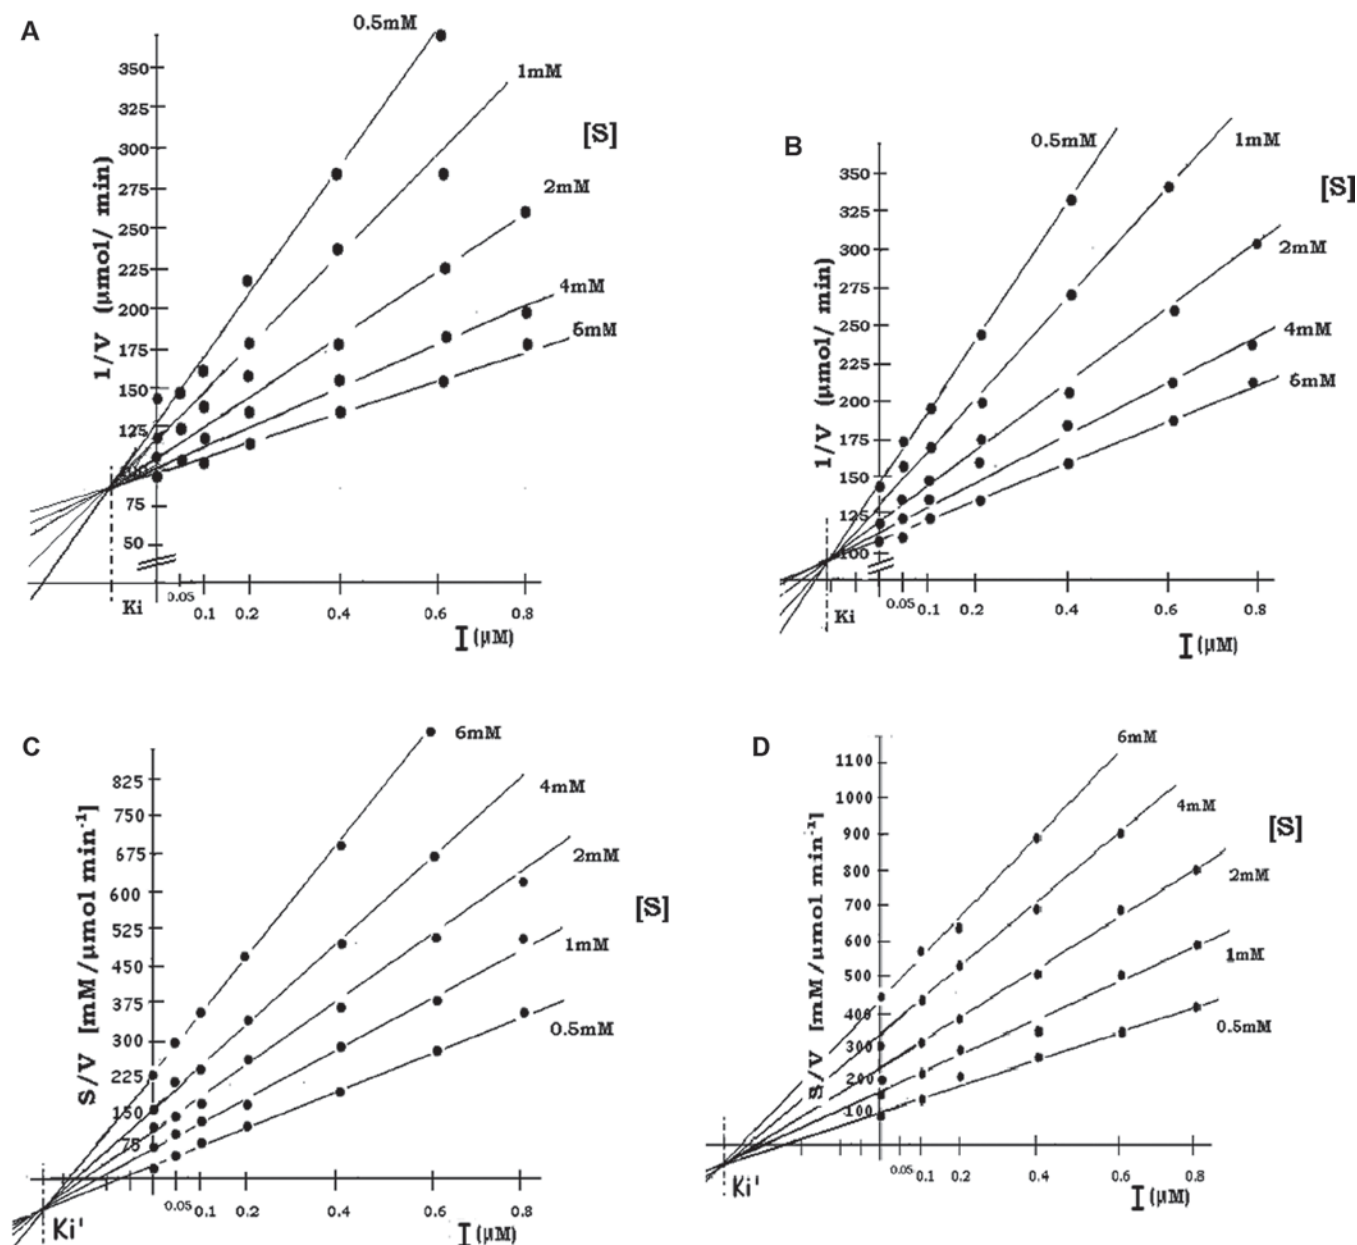 A
0.5mM
1mM
[S]
2mM
4mM
6mM
1/V (µmol/ min)
350
325
300
275
250
225
200
175
150
125
100
75
50
Ki
0.05
0.1
0.2
0.4
0.6
0.8
I (µM)
B
0.5mM
1mM
[S]
2mM
4mM
6mM
1/V (µmol/ min)
350
325
300
275
250
225
200
175
150
125
100
Ki
0.05
0.1
0.2
0.4
0.6
0.8
I (µM)
C
6mM
4mM
2mM
[S]
1mM
0.5mM
S/V [mM/µmol min⁻¹]
825
750
675
600
525
450
375
300
225
150
75
Ki'
0.05
0.1
0.2
0.4
0.6
0.8
I (µM)
D
6mM
4mM
[S]
2mM
1mM
0.5mM
S/V [mM/µmol min⁻¹]
1100
1000
900
800
700
600
500
400
300
200
100
Ki'
0.05
0.1
0.2
0.4
0.6
0.8
I (µM)